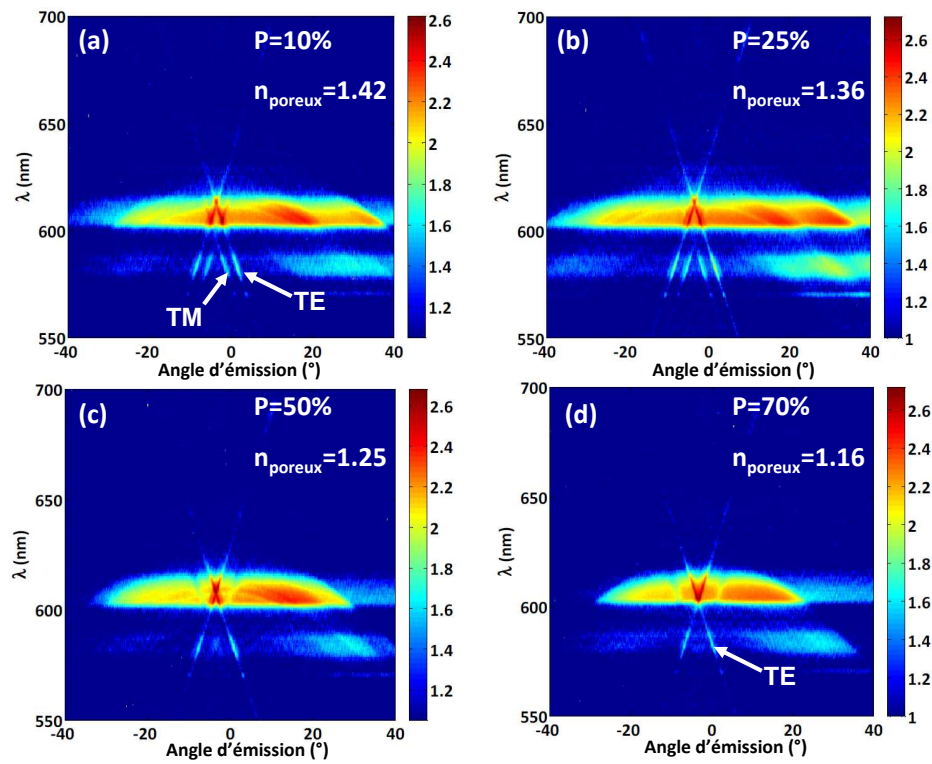 (a) P=10%
n_poreux=1.42
TM TE
λ (nm)
700
650
600
550
-40 -20 0 20 40
Angle d'émission (°)
2.6
2.4
2.2
2
1.8
1.6
1.4
1.2
(b) P=25%
n_poreux=1.36
λ (nm)
700
650
600
550
-40 -20 0 20 40
Angle d'émission (°)
2.6
2.4
2.2
2
1.8
1.6
1.4
1.2
1
(c) P=50%
n_poreux=1.25
λ (nm)
700
650
600
550
-40 -20 0 20 40
Angle d'émission (°)
2.6
2.4
2.2
2
1.8
1.6
1.4
1.2
(d) P=70%
n_poreux=1.16
TE
λ (nm)
700
650
600
550
-40 -20 0 20 40
Angle d'émission (°)
2.6
2.4
2.2
2
1.8
1.6
1.4
1.2
1